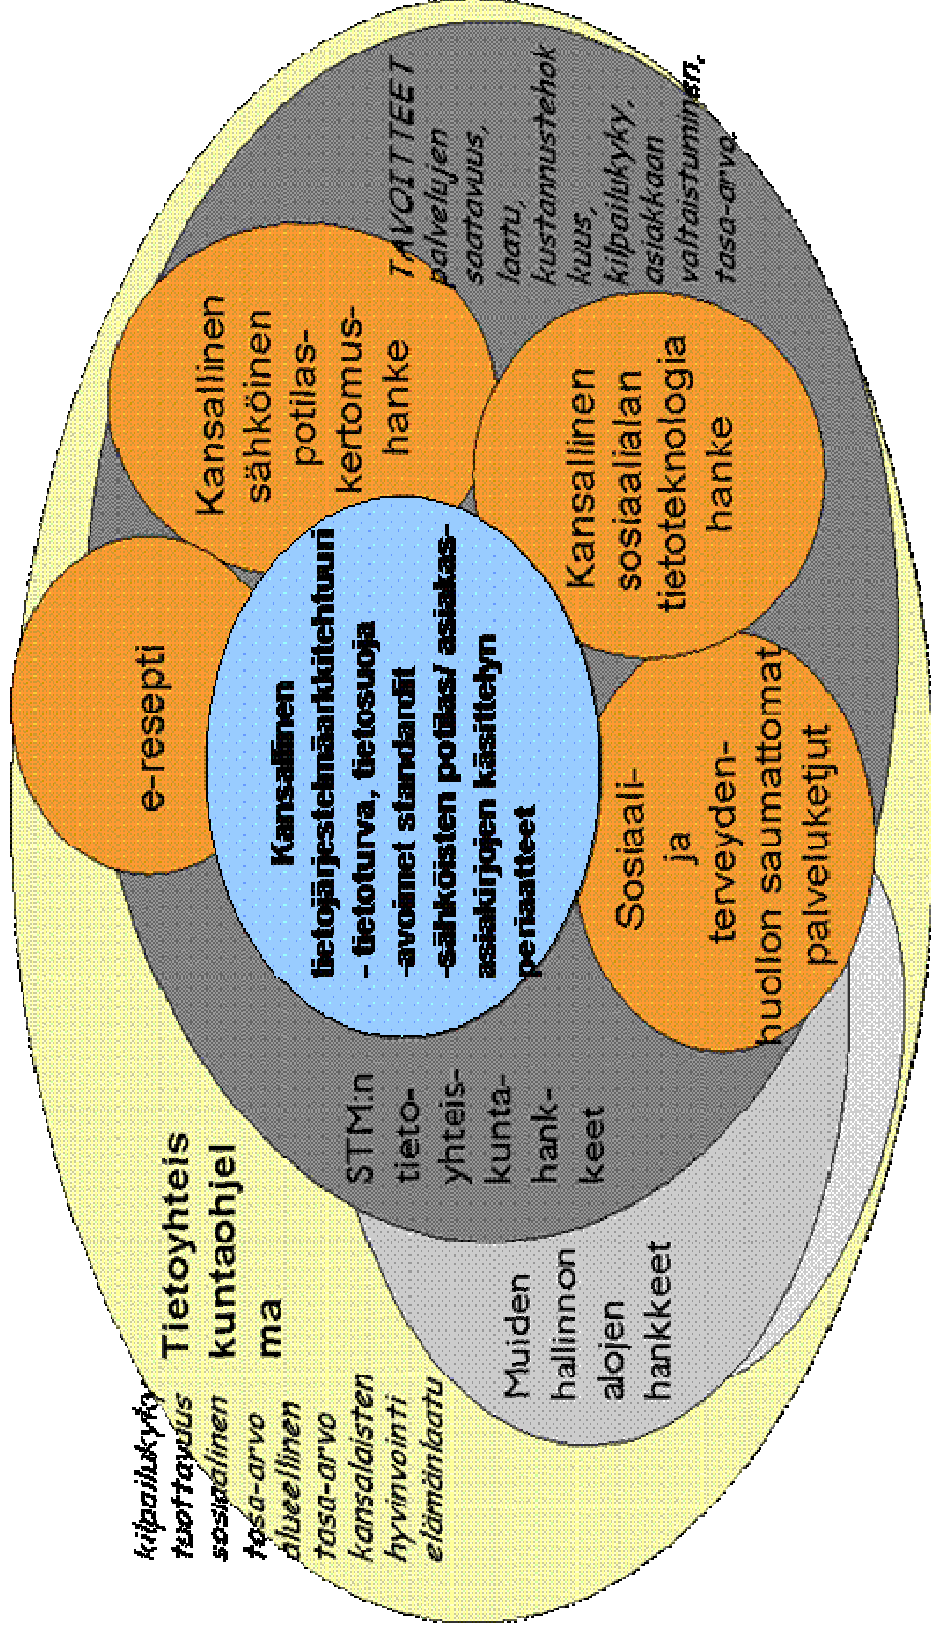 kilpailukyky
tuottavuus
sosiaalinen
tasa-arvo
alueellinen
tasa-arvo
kansalaisten
hyvinvointi
elämänlaatu
Tietoyhteis
kuntaohjel
ma
Muiden
hallinnon
alojen
hankkeet
STM:n
tieto-
yhteis-
kunta-
hank-
keet
e-resepti
Kansallinen
tietojärjestelmäarkkitehtuuri
- tietoturva, tietosuoja
-avoimet standardit
-sähköisten potilas/ asiakas-
asiakirjojen käsittelyn
periaatteet
Sosiaali-
ja
terveyden-
huollon saumattomat
palveluketjut
Kansallinen
sähköinen
potilas-
kertomus-
hanke
Kansallinen
sosiaalialan
tietoteknologia
hanke
TAVOITTEET
palvelujen
saatavuus,
laatu,
kustannustehok
kuus,
kilpailukyky,
asiakkaan
valtaistuminen,
tasa-arvo.